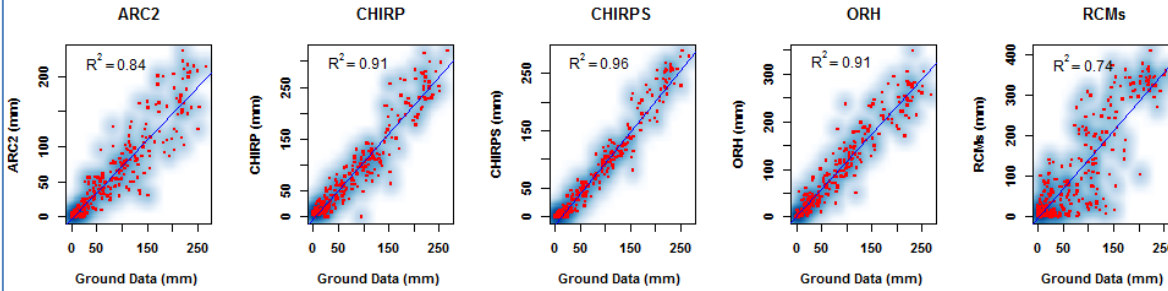 ARC2
R² = 0.84
200
150
100
50
0
ARC2 (mm)
0 50 150 250
Ground Data (mm)
CHIRP
R² = 0.91
250
150
50
0
CHIRP (mm)
0 50 150 250
Ground Data (mm)
CHIRPS
R² = 0.96
250
150
50
0
CHIRPS (mm)
0 50 150 250
Ground Data (mm)
ORH
R² = 0.91
300
200
100
0
ORH (mm)
0 50 150 250
Ground Data (mm)
RCMs
R² = 0.74
400
300
200
100
0
RCMs (mm)
0 50 150 250
Ground Data (mm)